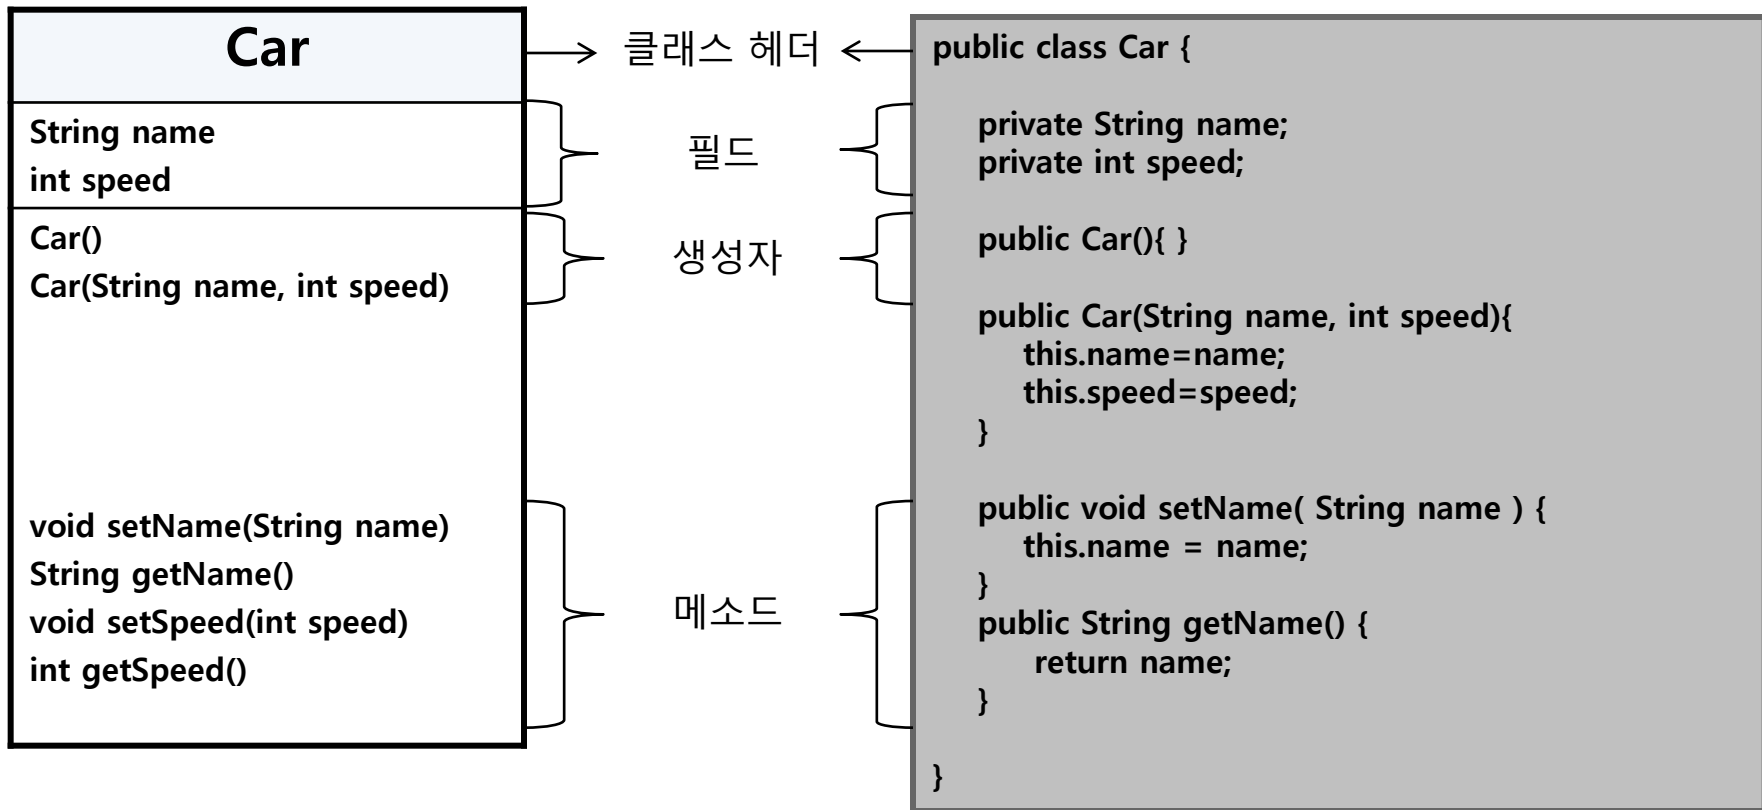 Car
String name
int speed
Car()
Car(String name, int speed)
void setName(String name)
String getName()
void setSpeed(int speed)
int getSpeed()
클래스 헤더
필드
생성자
메소드
public class Car {
private String name;
private int speed;
public Car(){ }
public Car(String name, int speed){
this.name=name;
this.speed=speed;
}
public void setName( String name ) {
this.name = name;
}
public String getName() {
return name;
}
}